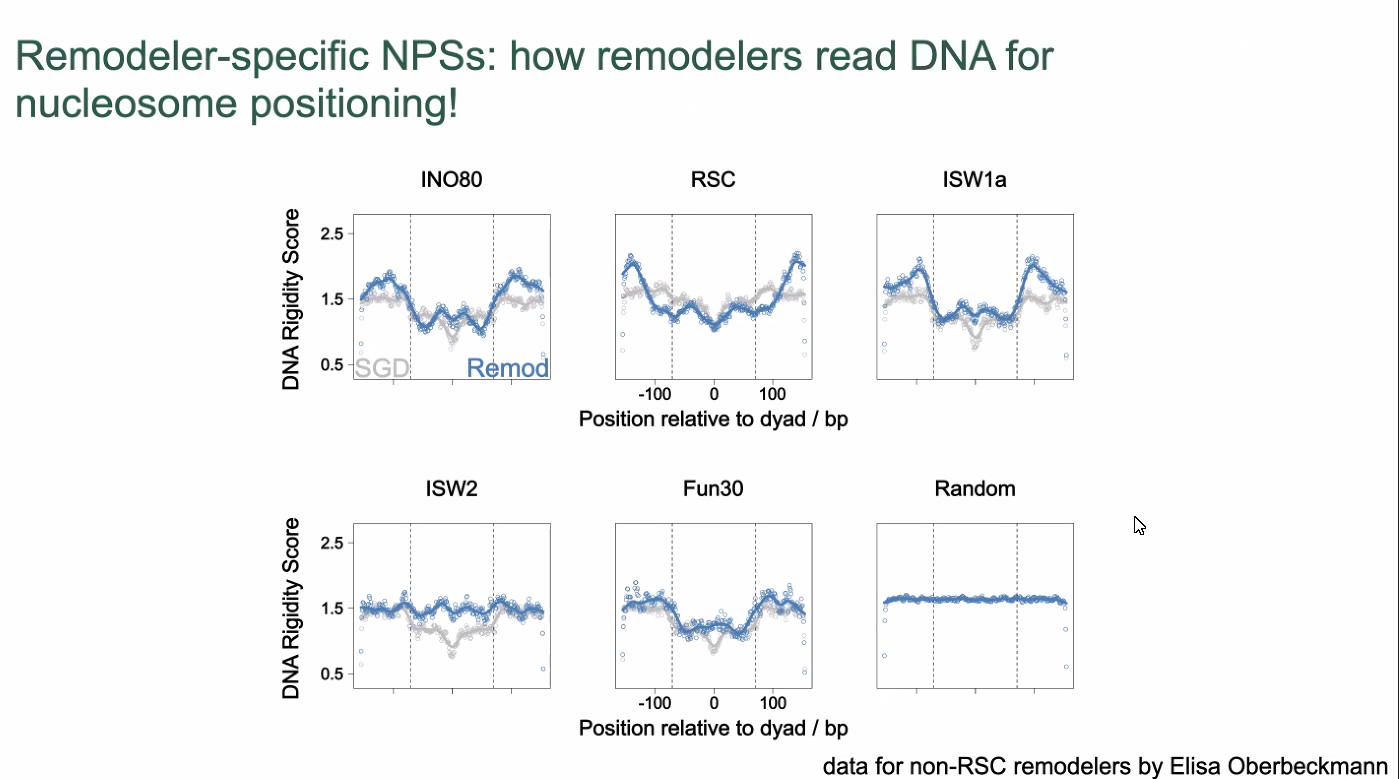 Remodeler-specific NPSs: how remodelers read DNA for
nucleosome positioning!
INO80
RSC
ISW1a
DNA Rigidity Score
2.5
1.5
0.5
SGD
Remod
-100 0 100
Position relative to dyad / bp
ISW2
Fun30
Random
DNA Rigidity Score
2.5
1.5
0.5
-100 0 100
Position relative to dyad / bp
data for non-RSC remodelers by Elisa Oberbeckmann